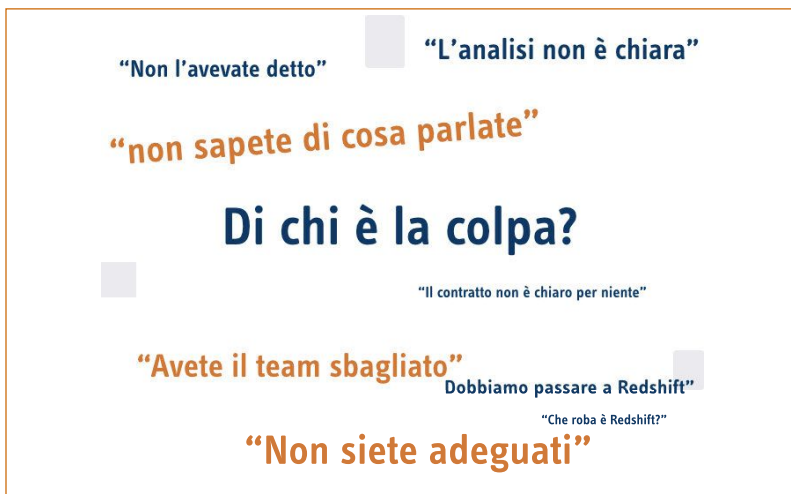 “L’analisi non è chiara”
“Non l’avevate detto”
“non sapete di cosa parlate”
Di chi è la colpa?
“Il contratto non è chiaro per niente”
“Avete il team sbagliato”
Dobbiamo passare a Redshift”
“Che roba è Redshift?”
“Non siete adeguati”